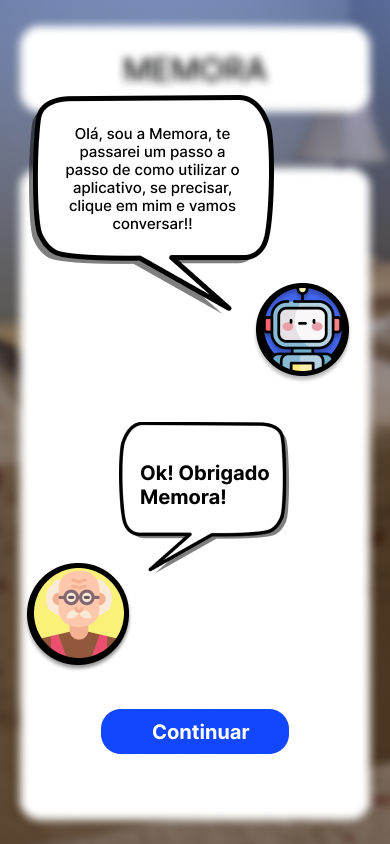 MEMORA
Olá, sou a Memora, te
passarei um passo a
passo de como utilizar o
aplicativo, se precisar,
clique em mim e vamos
conversar!!
Ok! Obrigado
Memora!
Continuar